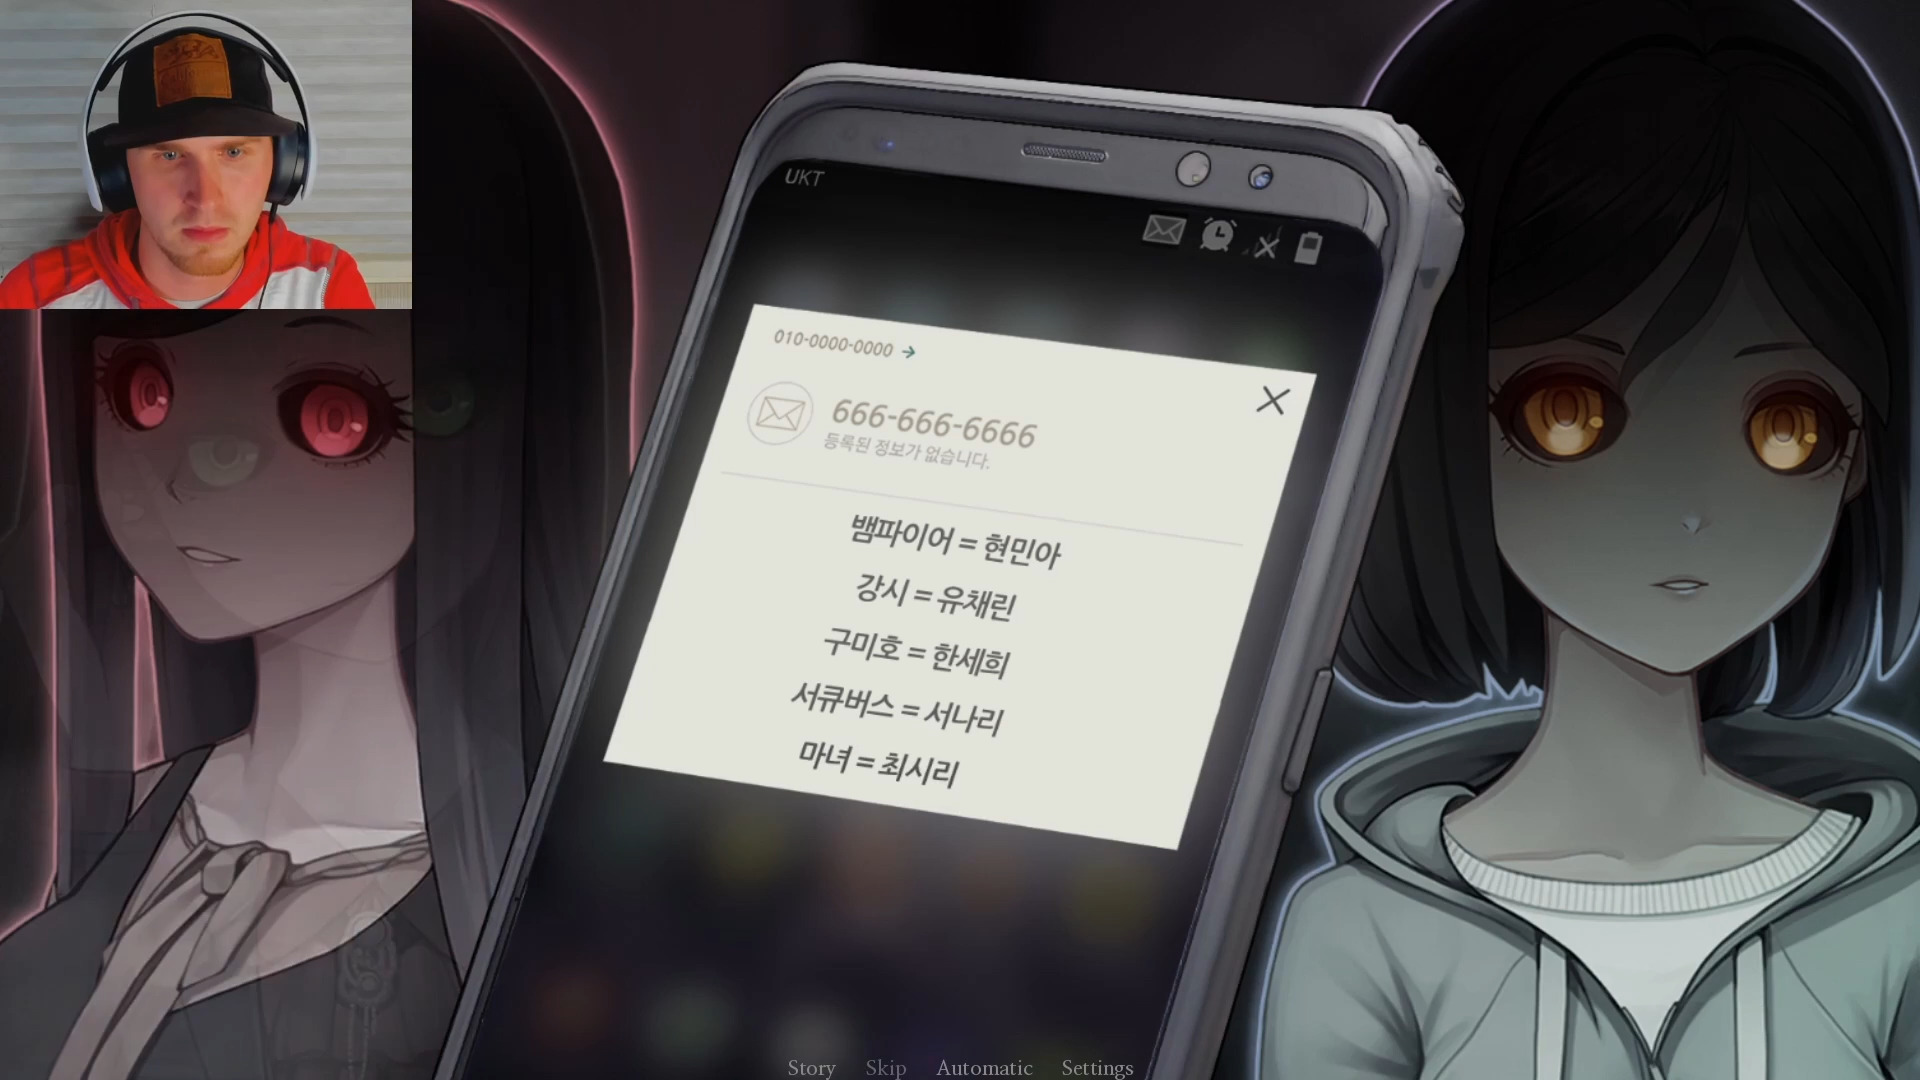 UKT
010-0000-0000 →
666-666-6666
등록된 정보가 없습니다.
뱀파이어 = 현민아
강시 = 유채린
구미호 = 한세희
서큐버스 = 서나리
마녀 = 최시리
Story Skip Automatic Settings